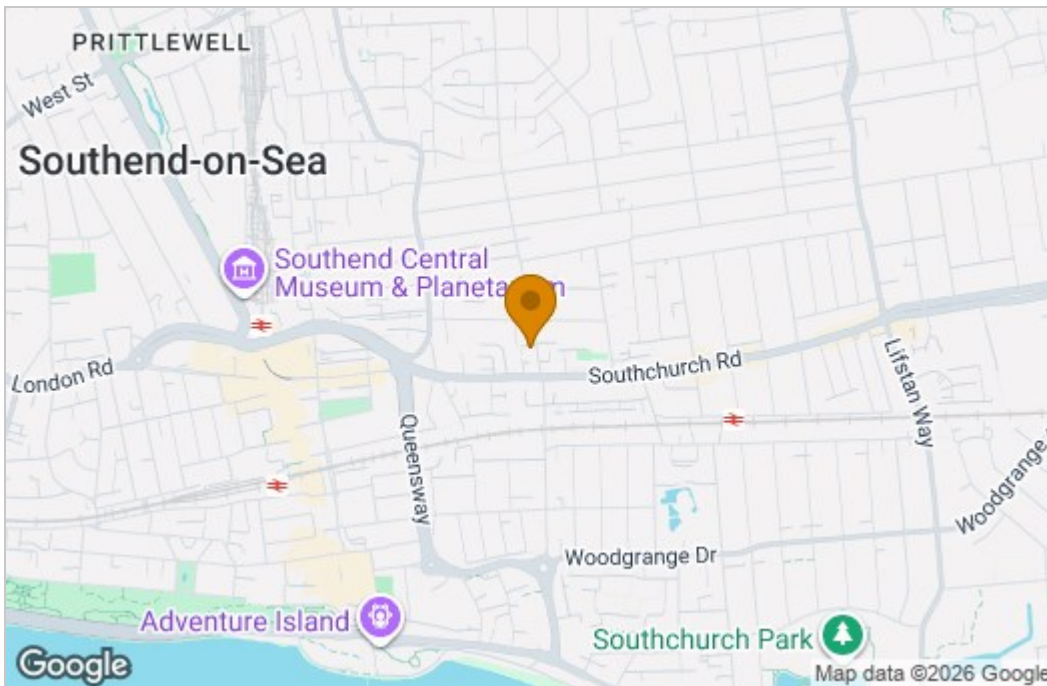 PRITTLEWELL
West St
Southend-on-Sea
Southend Central
Museum & Planetarium
London Rd
Southchurch Rd
Lifstan Way
Queensway
Woodgrange
Woodgrange Dr
Adventure Island
Southchurch Park
Google
Map data ©2026 Google